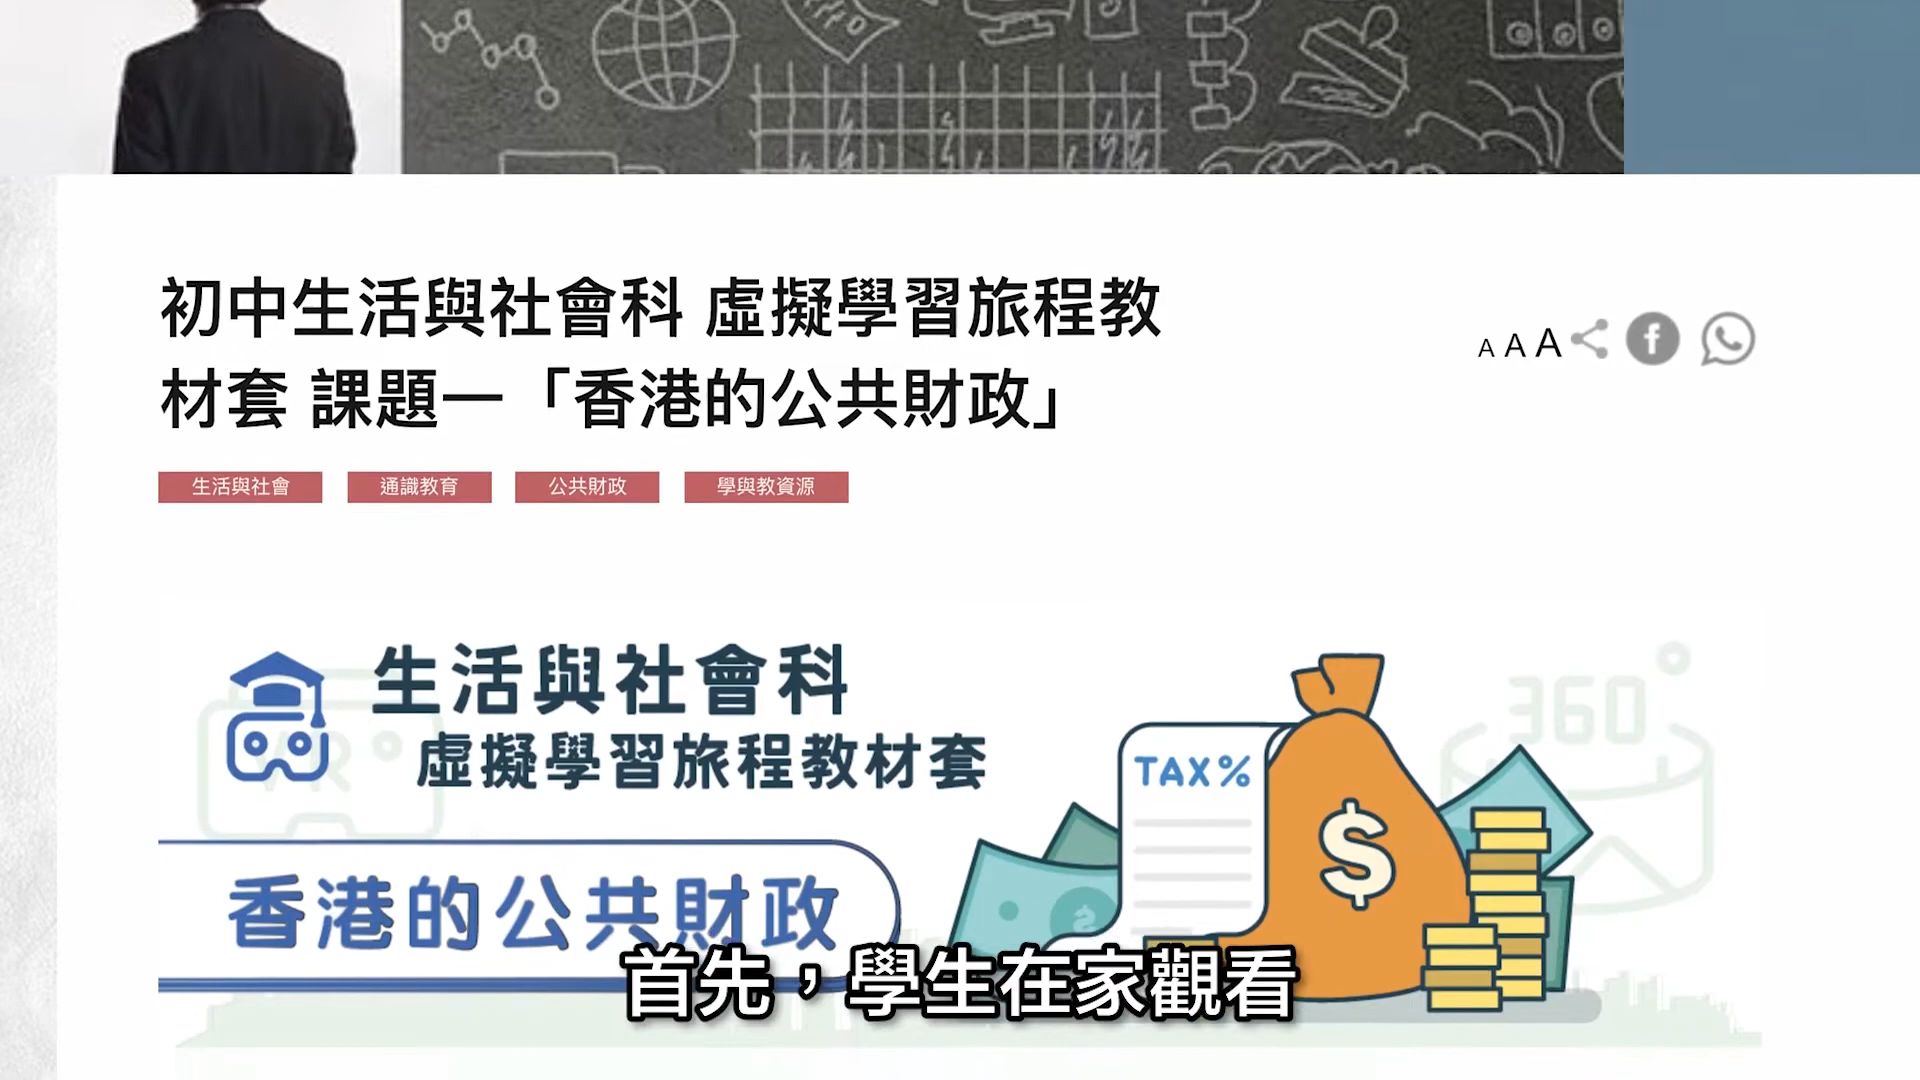 初中生活與社會科 虛擬學習旅程教
材套 課題一「香港的公共財政」
A A A
生活與社會
通識教育
公共財政
學與教資源
生活與社會科
虛擬學習旅程教材套
360
VR
TAX%
$
香港的公共財政
首先，學生在家觀看